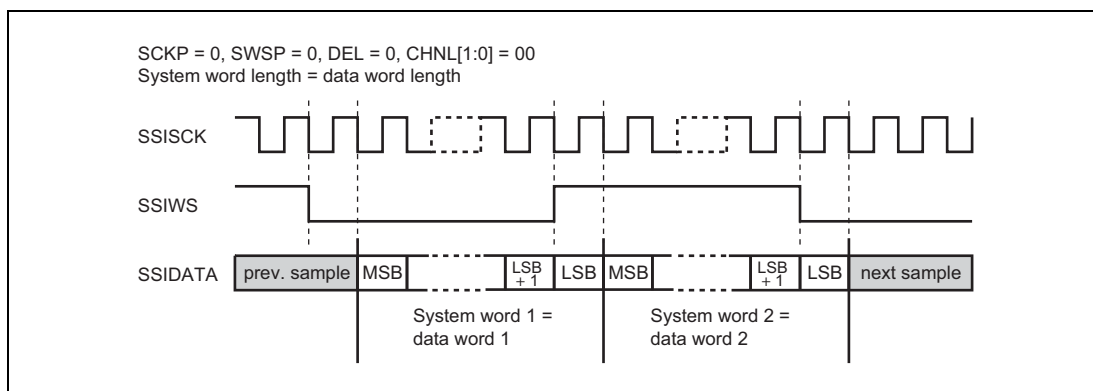 SCKP = 0, SWSP = 0, DEL = 0, CHNL[1:0] = 00
System word length = data word length
SSISCK
SSIWS
SSIDATA
prev. sample
MSB
LSB
+ 1
LSB
MSB
LSB
+ 1
LSB
next sample
System word 1 =
data word 1
System word 2 =
data word 2